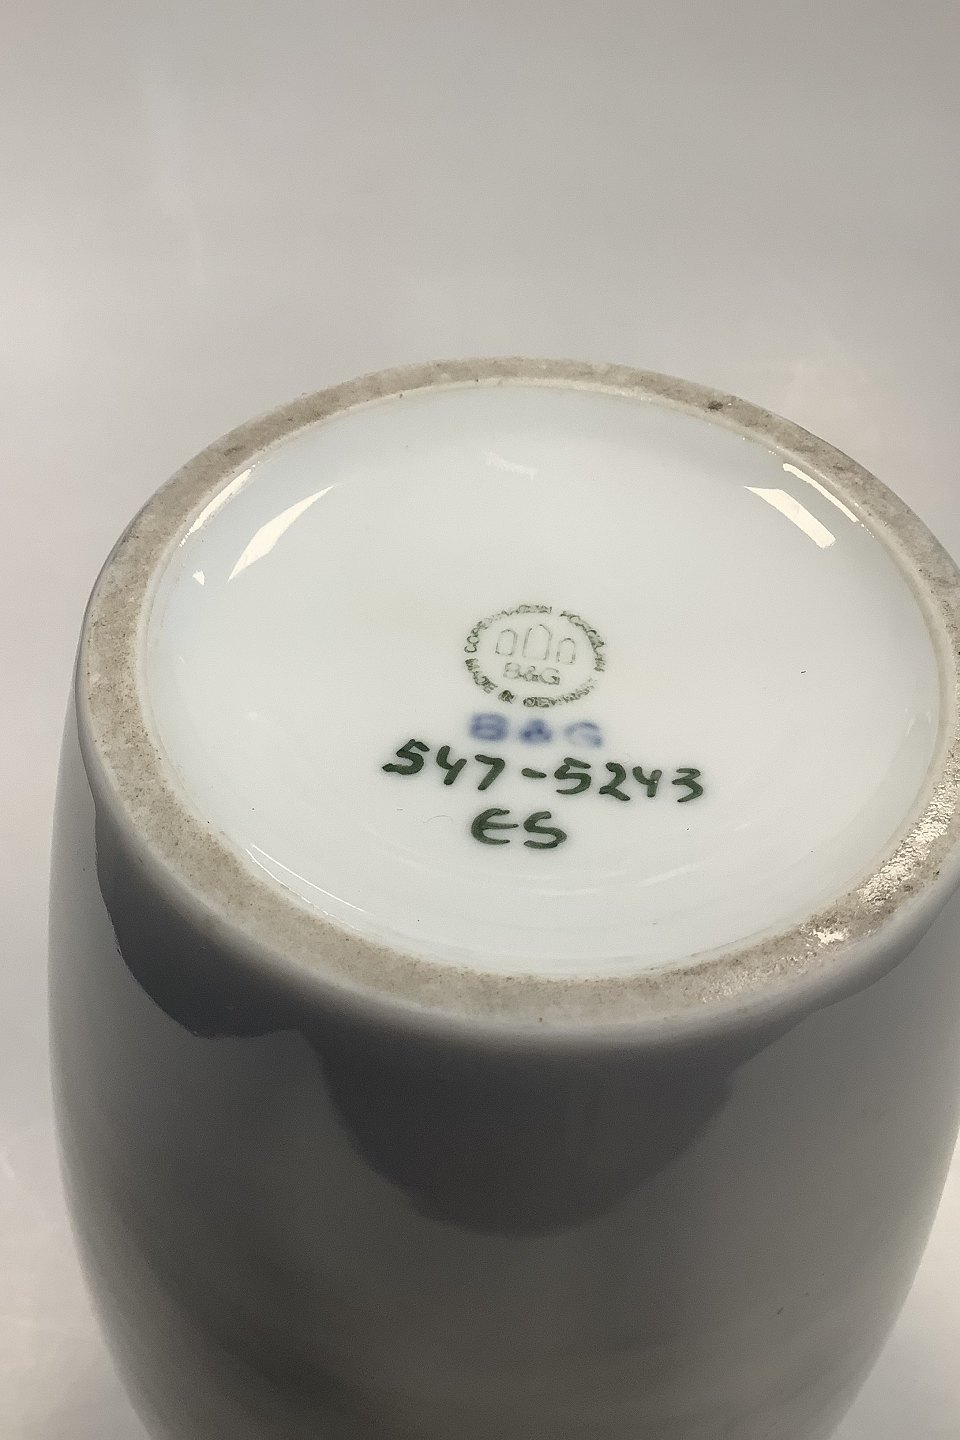 COPENHAGEN PORCELAIN
B&G
MADE IN DENMARK
B&G
547-5243
ES